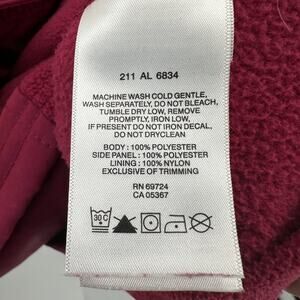 211 AL 6834
MACHINE WASH COLD GENTLE,
WASH SEPARATELY, DO NOT BLEACH,
TUMBLE DRY LOW, REMOVE
PROMPTLY, IRON LOW,
IF PRESENT DO NOT IRON DECAL,
DO NOT DRYCLEAN
BODY : 100% POLYESTER
SIDE PANEL : 100% POLYESTER
LINING : 100% NYLON
EXCLUSIVE OF TRIMMING
RN 69724
CA 05367
30C